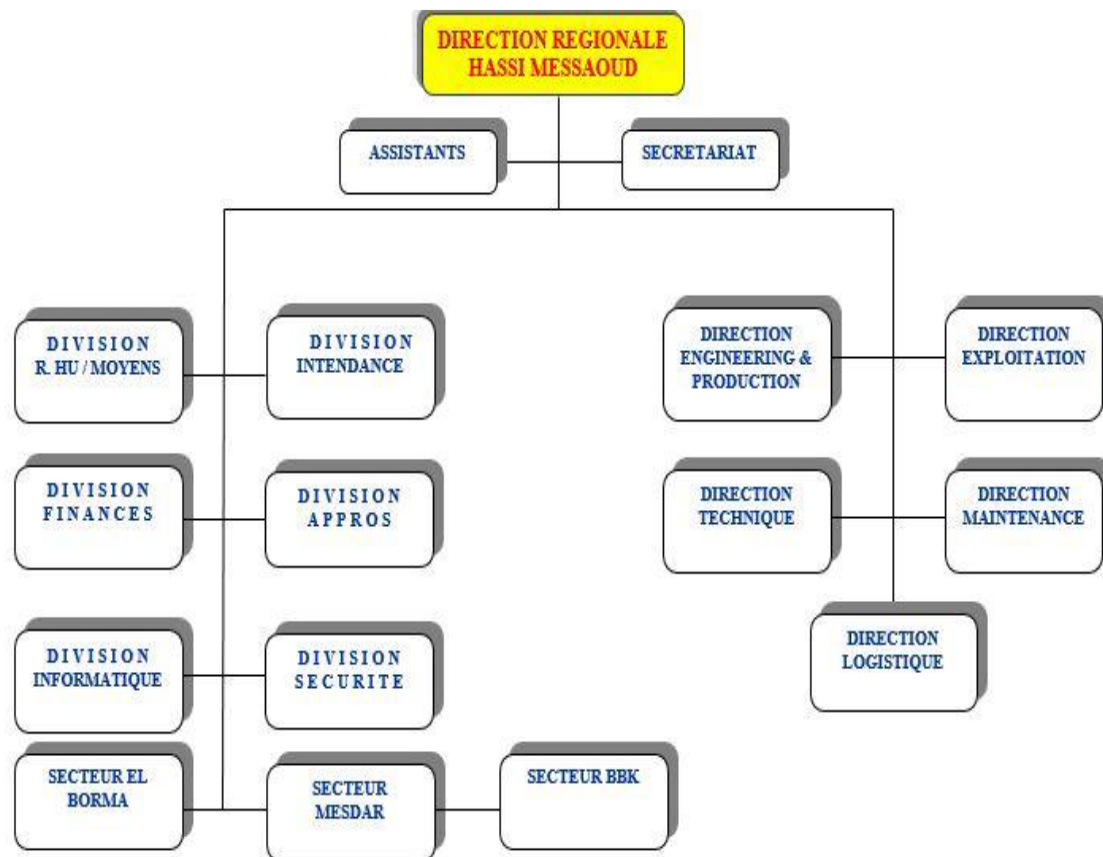 DIRECTION REGIONALE
HASSI MESSAOUD
ASSISTANTS
SECRETARIAT
DIVISION
R. HU / MOYENS
DIVISION
INTENDANCE
DIRECTION
ENGINEERING &
PRODUCTION
DIRECTION
EXPLOITATION
DIVISION
FINANCES
DIVISION
APPROS
DIRECTION
TECHNIQUE
DIRECTION
MAINTENANCE
DIVISION
INFORMATIQUE
DIVISION
SECURITE
DIRECTION
LOGISTIQUE
SECTEUR EL
BORMA
SECTEUR
MESDAR
SECTEUR BBK